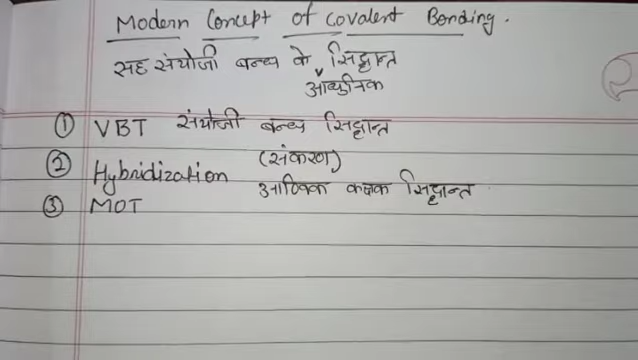 Modern Concept of Covalent Bonding.
सह संयोजी बन्ध के सिद्धान्त
आधुनिक
① VBT संयोजी बन्ध सिद्धान्त
② Hybridization (संकरण)
③ MOT आण्विक कक्षक सिद्धान्त